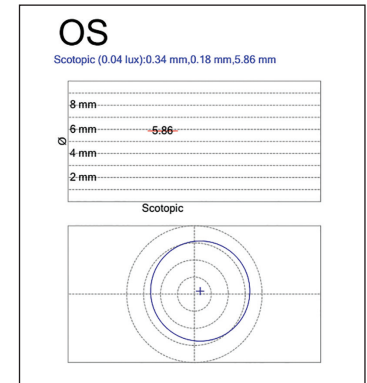 OS
Scotopic (0.04 lux):0.34 mm,0.18 mm,5.86 mm
8 mm
6 mm
5.86
Ø
4 mm
2 mm
Scotopic